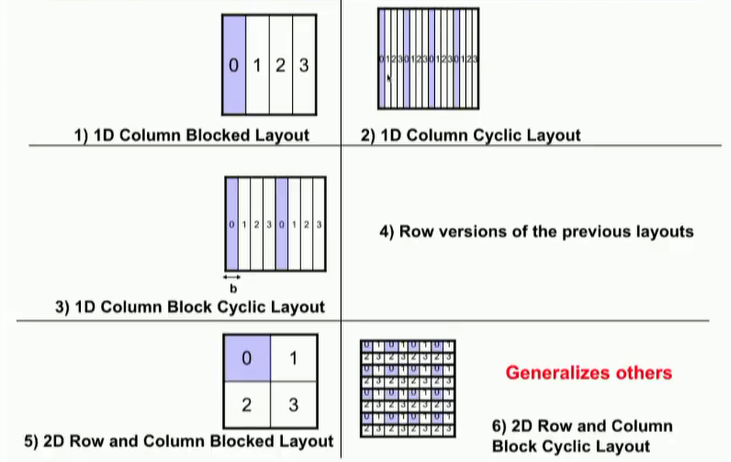 0 1 2 3
1) 1D Column Blocked Layout
0 1 2 3 0 1 2 3 0 1 2 3 0 1 2 3
2) 1D Column Cyclic Layout
0 1 2 3 0 1 2 3
b
3) 1D Column Block Cyclic Layout
4) Row versions of the previous layouts
0 1
2 3
5) 2D Row and Column Blocked Layout
0 1 0 1 0 1 0 1
2 3 2 3 2 3 2 3
0 1 0 1 0 1 0 1
2 3 2 3 2 3 2 3
0 1 0 1 0 1 0 1
2 3 2 3 2 3 2 3
0 1 0 1 0 1 0 1
2 3 2 3 2 3 2 3
Generalizes others
6) 2D Row and Column
Block Cyclic Layout